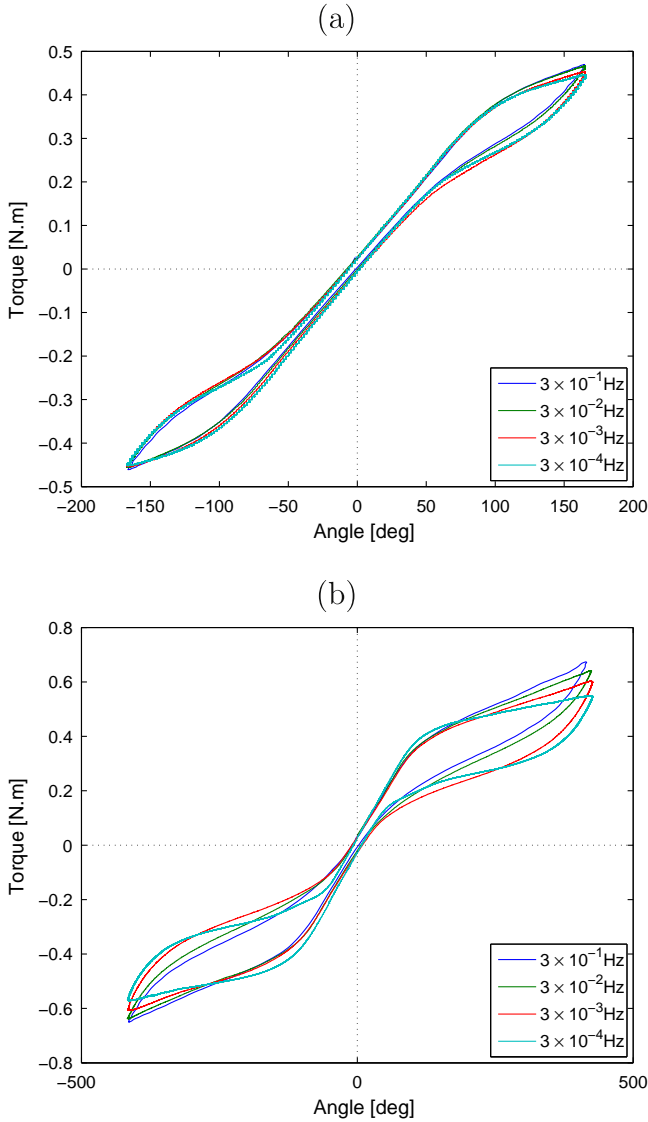 (a)
0.5
0.4
0.3
0.2
0.1
0
−0.1
−0.2
−0.3
−0.4
−0.5
Torque [N.m]
−200 −150 −100 −50 0 50 100 150 200
Angle [deg]
3 × 10⁻¹Hz
3 × 10⁻²Hz
3 × 10⁻³Hz
3 × 10⁻⁴Hz
(b)
0.8
0.6
0.4
0.2
0
−0.2
−0.4
−0.6
−0.8
Torque [N.m]
−500 0 500
Angle [deg]
3 × 10⁻¹Hz
3 × 10⁻²Hz
3 × 10⁻³Hz
3 × 10⁻⁴Hz